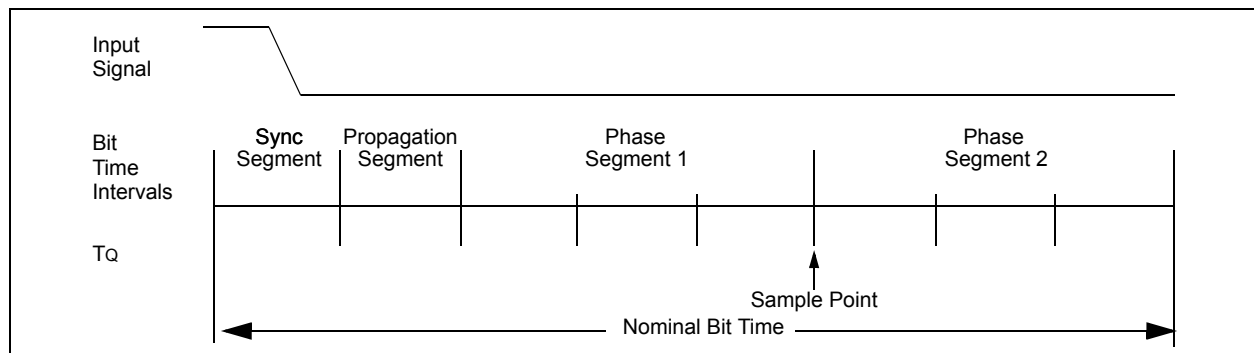 Input
Signal
Bit
Time
Intervals
Sync
Segment
Propagation
Segment
Phase
Segment 1
Phase
Segment 2
TQ
Sample Point
Nominal Bit Time